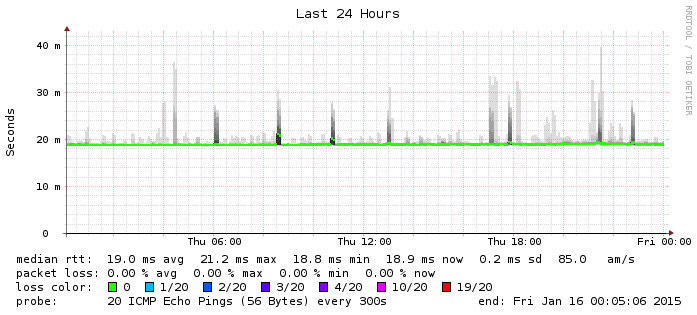 Last 24 Hours
RRDTOOL / TOBI OETIKER
Seconds
40 m
30 m
20 m
10 m
0
Thu 06:00 Thu 12:00 Thu 18:00 Fri 00:00
median rtt: 19.0 ms avg 21.2 ms max 18.8 ms min 18.9 ms now 0.2 ms sd 85.0 am/s
packet loss: 0.00 % avg 0.00 % max 0.00 % min 0.00 % now
loss color: 0 1/20 2/20 3/20 4/20 10/20 19/20
probe: 20 ICMP Echo Pings (56 Bytes) every 300s end: Fri Jan 16 00:05:06 2015